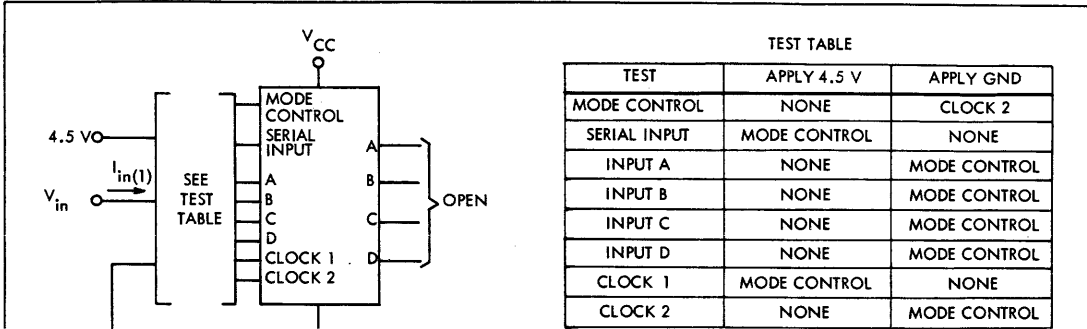 V_CC
MODE CONTROL
SERIAL INPUT
A
B
C
D
CLOCK 1
CLOCK 2
4.5 V
I_in(1)
V_in
SEE TEST TABLE
A
B
C
D
OPEN
TEST TABLE
TEST APPLY 4.5 V APPLY GND
MODE CONTROL NONE CLOCK 2
SERIAL INPUT MODE CONTROL NONE
INPUT A NONE MODE CONTROL
INPUT B NONE MODE CONTROL
INPUT C NONE MODE CONTROL
INPUT D NONE MODE CONTROL
CLOCK 1 MODE CONTROL NONE
CLOCK 2 NONE MODE CONTROL